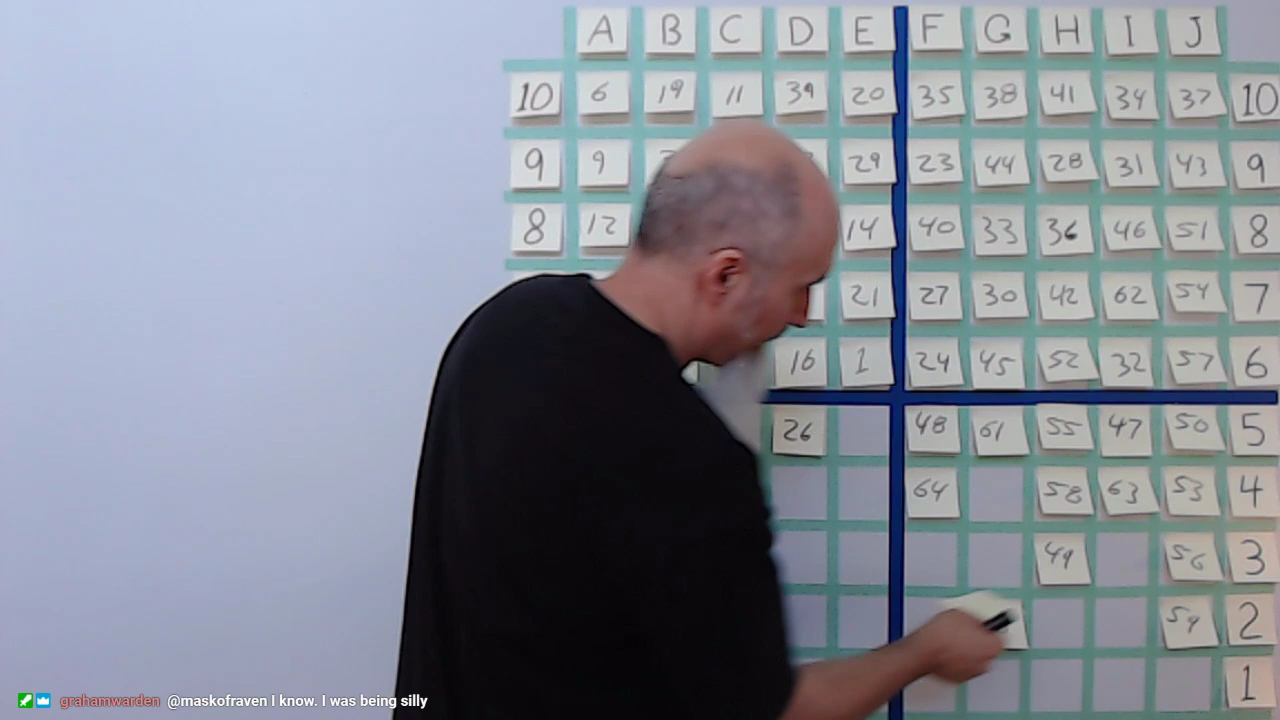 A B C D E F G H I J
10 6 19 11 39 20 35 38 41 34 37 10
9 9 29 23 44 28 31 43 9
8 12 14 40 33 36 46 51 8
21 27 30 42 62 54 7
16 1 24 45 52 32 57 6
26 48 61 55 47 50 5
64 58 63 53 4
49 56 3
59 2
1
grahamwarden @maskofraven I know. I was being silly